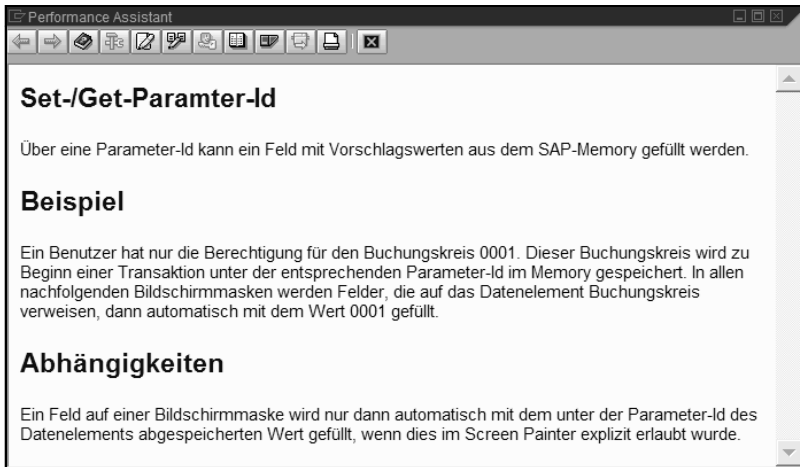 Performance Assistant
Set-/Get-Paramter-Id
Über eine Parameter-Id kann ein Feld mit Vorschlagswerten aus dem SAP-Memory gefüllt werden.
Beispiel
Ein Benutzer hat nur die Berechtigung für den Buchungskreis 0001. Dieser Buchungskreis wird zu
Beginn einer Transaktion unter der entsprechenden Parameter-Id im Memory gespeichert. In allen
nachfolgenden Bildschirmmasken werden Felder, die auf das Datenelement Buchungskreis
verweisen, dann automatisch mit dem Wert 0001 gefüllt.
Abhängigkeiten
Ein Feld auf einer Bildschirmmaske wird nur dann automatisch mit dem unter der Parameter-Id des
Datenelements abgespeicherten Wert gefüllt, wenn dies im Screen Painter explizit erlaubt wurde.